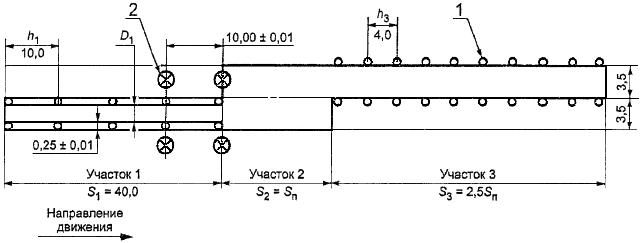 2
10,00 ± 0,01
1
h1
10,0
D1
h3
4,0
3,5
3,5
0,25 ± 0,01
Участок 1
S1 = 40,0
Участок 2
S2 = Sп
Участок 3
S3 = 2,5Sп
Направление
движения